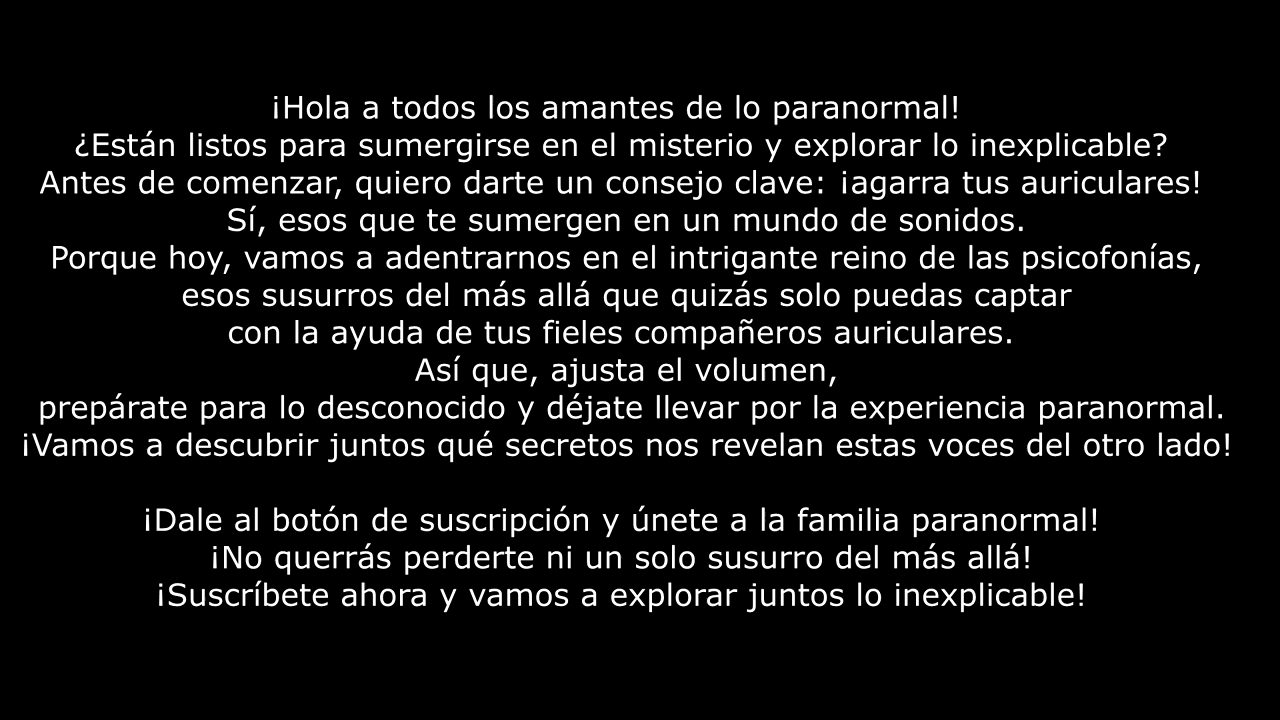 ¡Hola a todos los amantes de lo paranormal!
¿Están listos para sumergirse en el misterio y explorar lo inexplicable?
Antes de comenzar, quiero darte un consejo clave: ¡agarra tus auriculares!
Sí, esos que te sumergen en un mundo de sonidos.
Porque hoy, vamos a adentrarnos en el intrigante reino de las psicofonías,
esos susurros del más allá que quizás solo puedas captar
con la ayuda de tus fieles compañeros auriculares.
Así que, ajusta el volumen,
prepárate para lo desconocido y déjate llevar por la experiencia paranormal.
¡Vamos a descubrir juntos qué secretos nos revelan estas voces del otro lado!
¡Dale al botón de suscripción y únete a la familia paranormal!
¡No querrás perderte ni un solo susurro del más allá!
¡Suscríbete ahora y vamos a explorar juntos lo inexplicable!